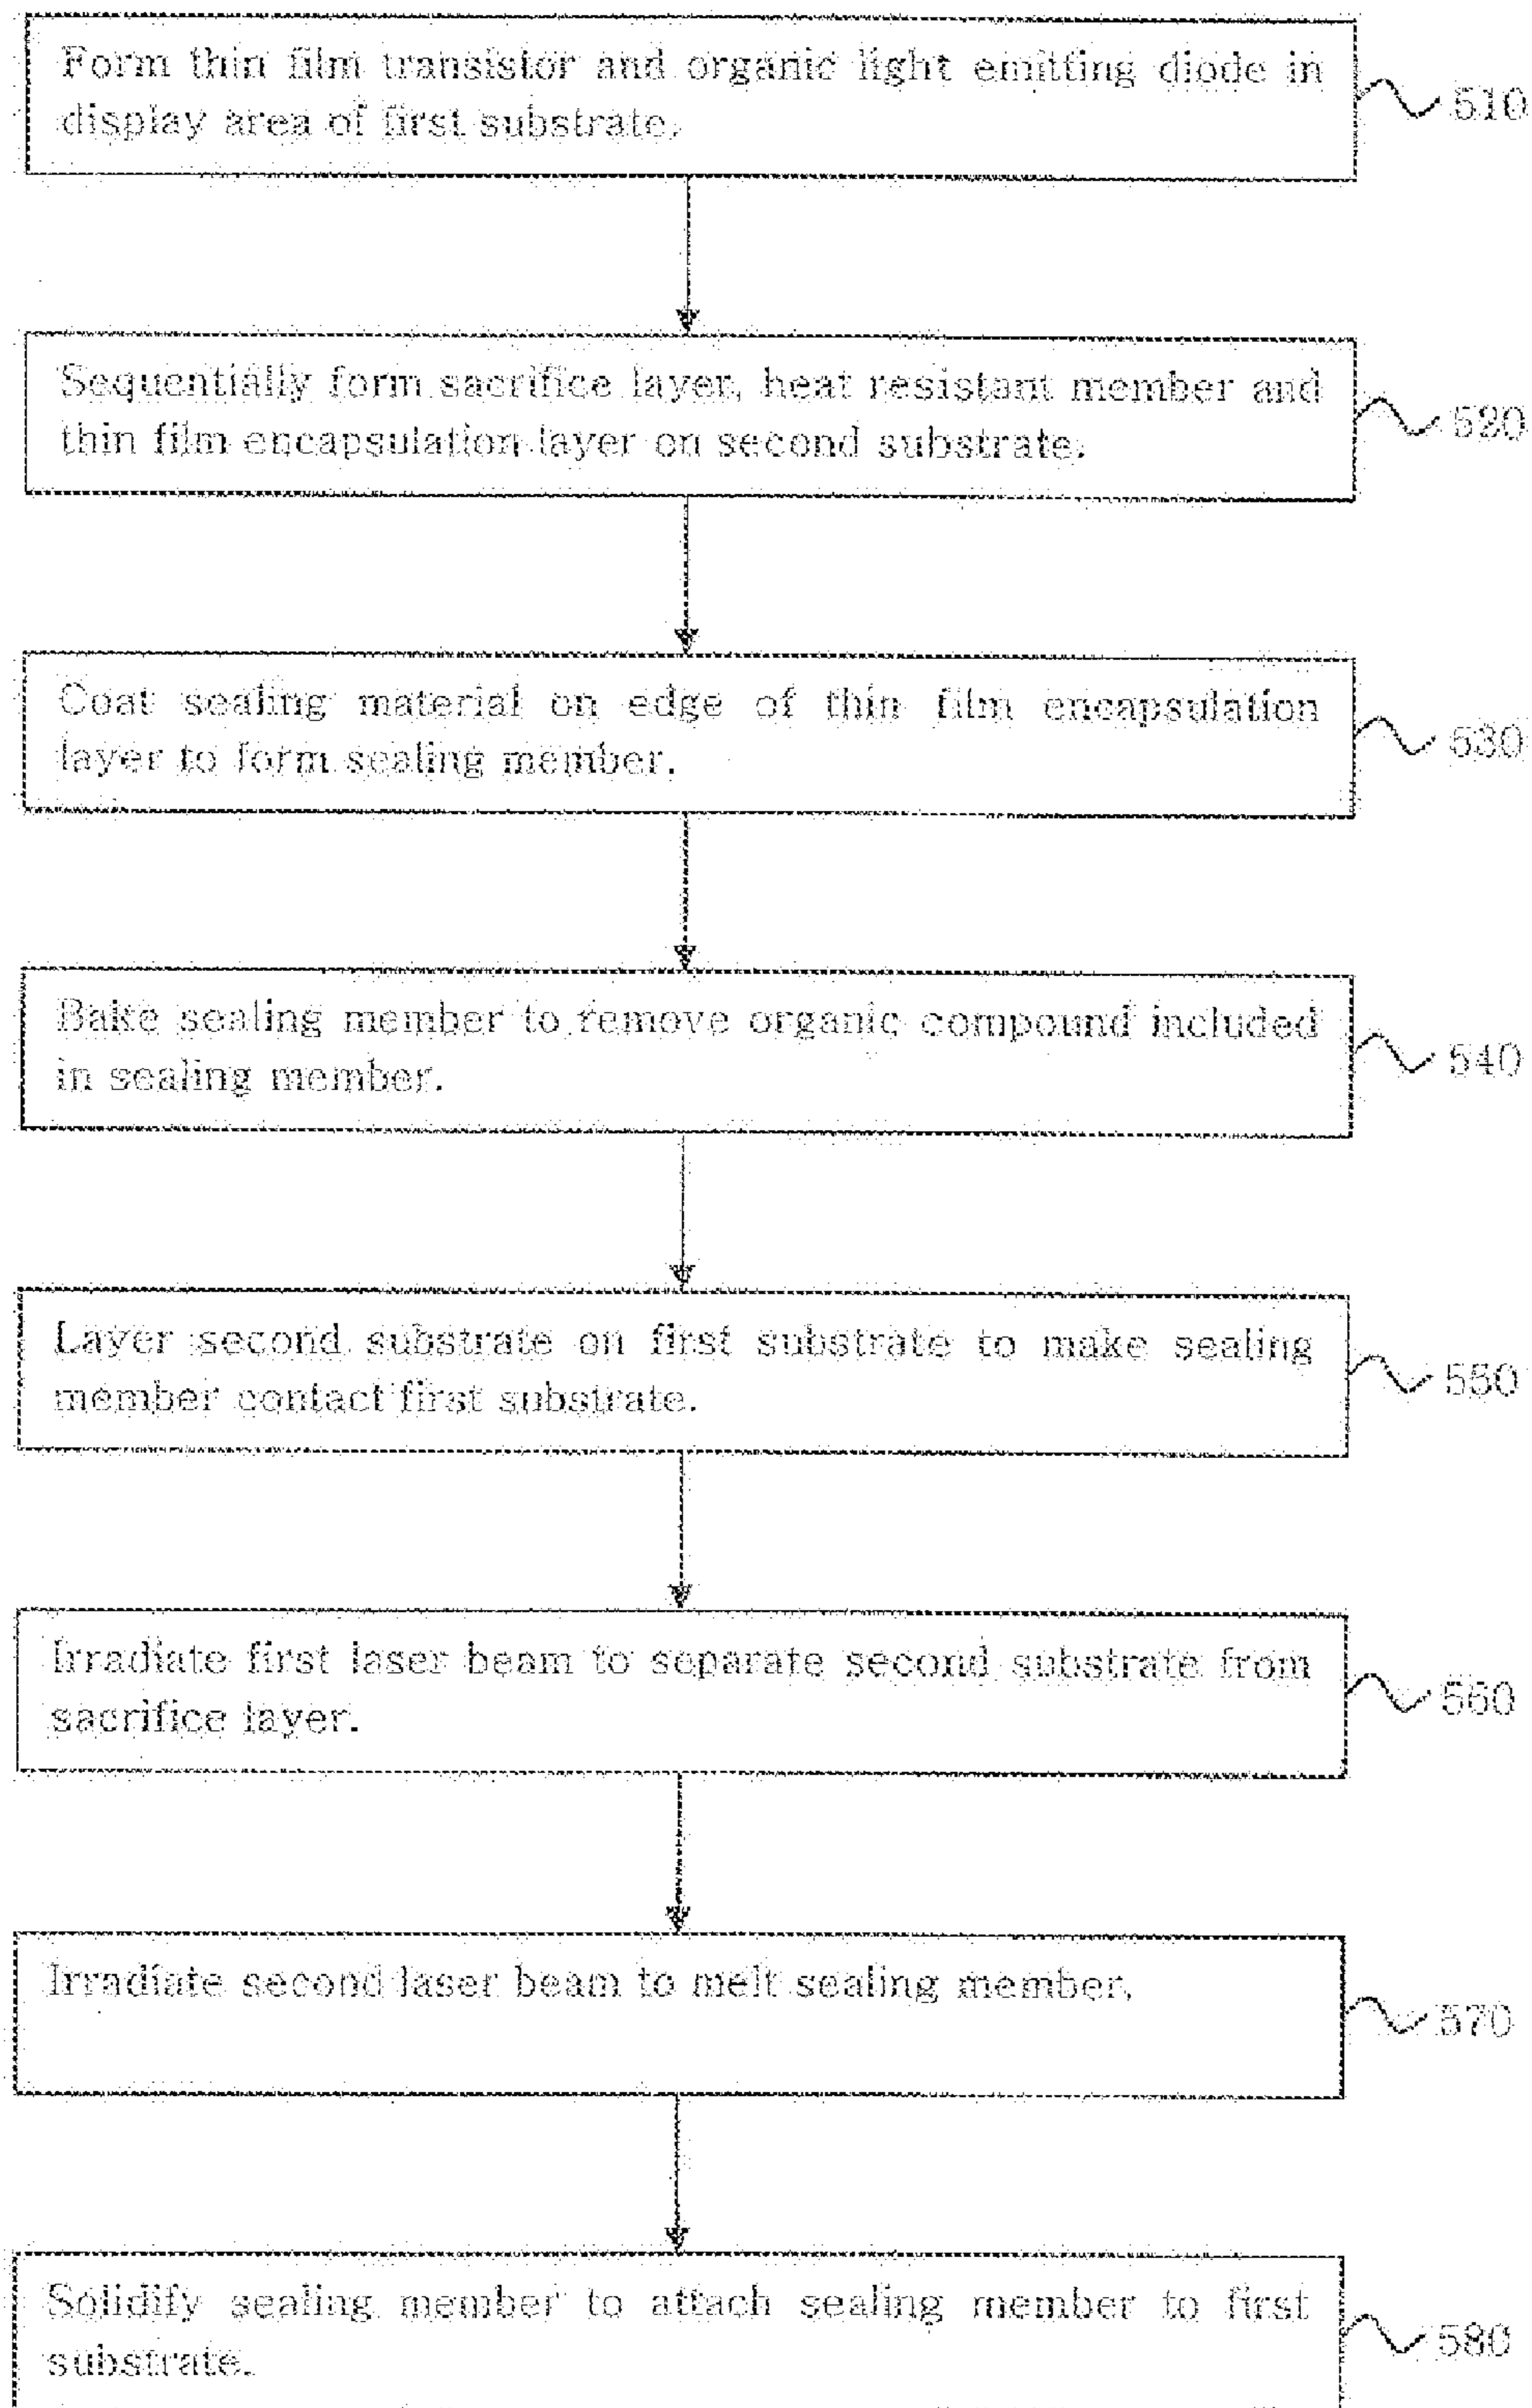 Form thin film transistor and organic light emitting diode in
display area of first substrate.
510
Sequentially form sacrifice layer, heat resistant member and
thin film encapsulation layer on second substrate.
520
Coat sealing material on edge of thin film encapsulation
layer to form sealing member.
530
Bake sealing member to remove organic compound included
in sealing member.
540
Layer second substrate on first substrate to make sealing
member contact first substrate.
550
Irradiate first laser beam to separate second substrate from
sacrifice layer.
560
Irradiate second laser beam to melt sealing member.
570
Solidify sealing member to attach sealing member to first
substrate.
580